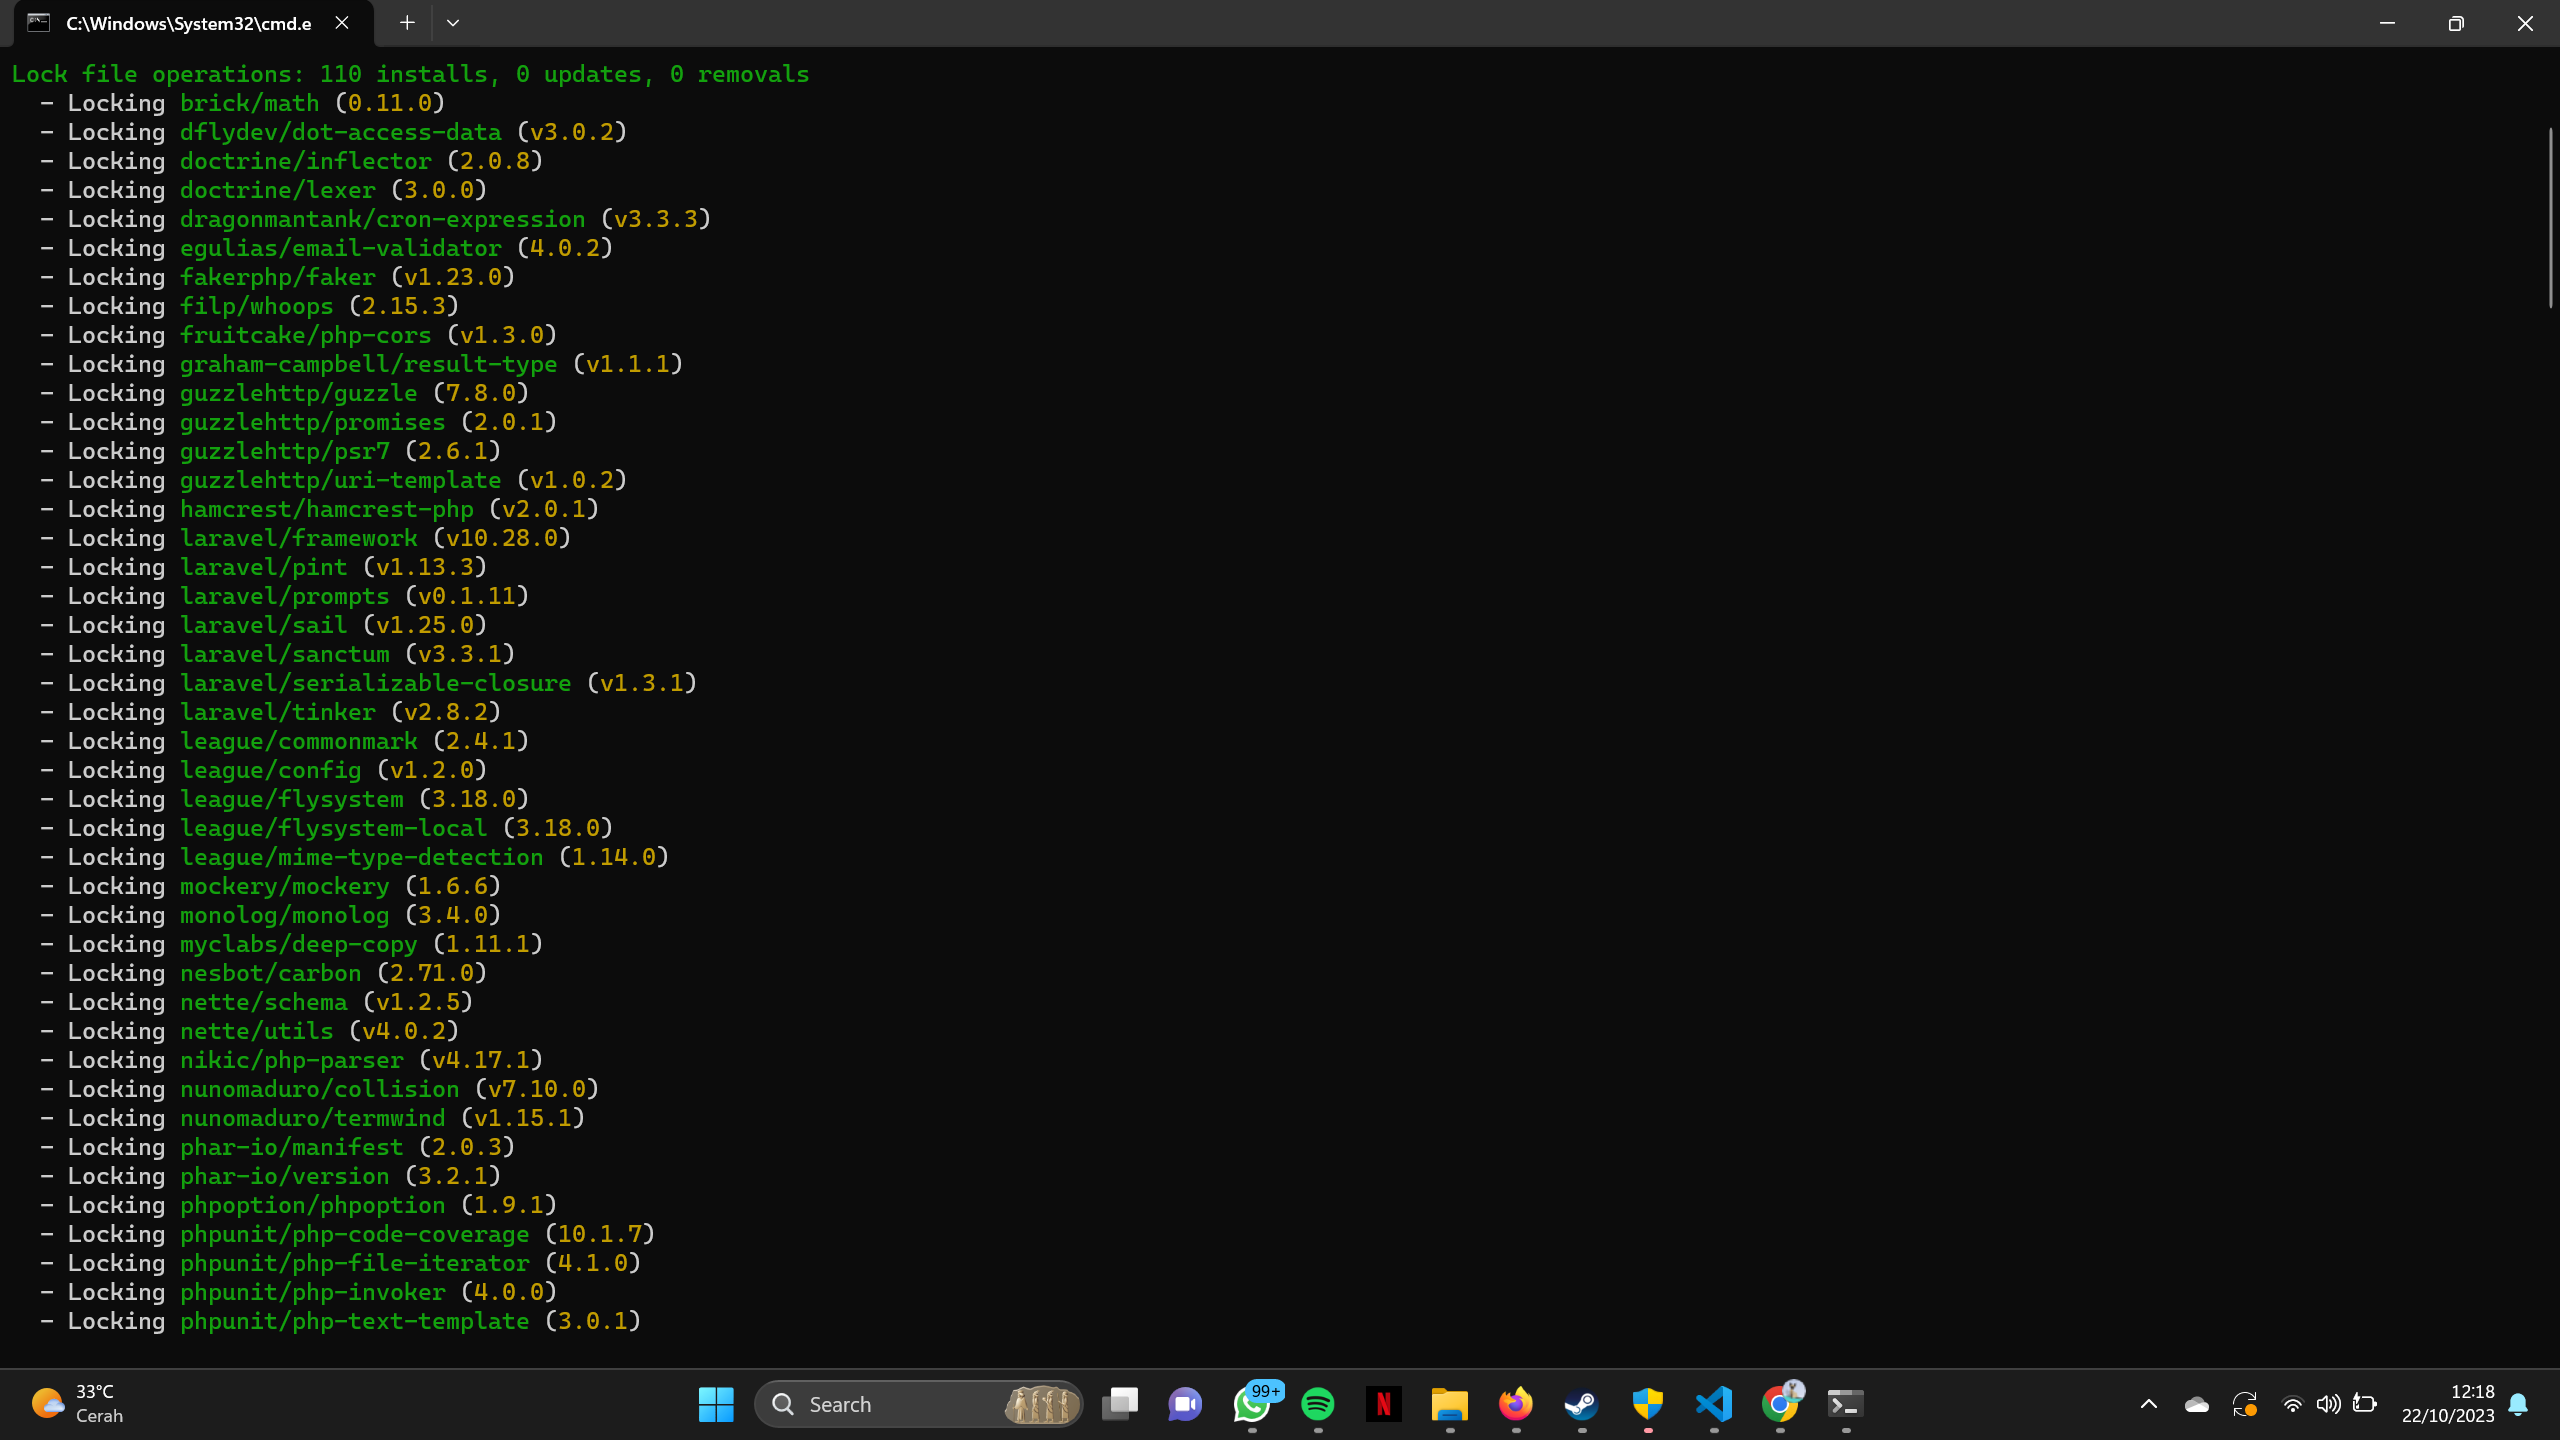 C:\Windows\System32\cmd.e
Lock file operations: 110 installs, 0 updates, 0 removals
- Locking brick/math (0.11.0)
- Locking dflydev/dot-access-data (v3.0.2)
- Locking doctrine/inflector (2.0.8)
- Locking doctrine/lexer (3.0.0)
- Locking dragonmantank/cron-expression (v3.3.3)
- Locking egulias/email-validator (4.0.2)
- Locking fakerphp/faker (v1.23.0)
- Locking filp/whoops (2.15.3)
- Locking fruitcake/php-cors (v1.3.0)
- Locking graham-campbell/result-type (v1.1.1)
- Locking guzzlehttp/guzzle (7.8.0)
- Locking guzzlehttp/promises (2.0.1)
- Locking guzzlehttp/psr7 (2.6.1)
- Locking guzzlehttp/uri-template (v1.0.2)
- Locking hamcrest/hamcrest-php (v2.0.1)
- Locking laravel/framework (v10.28.0)
- Locking laravel/pint (v1.13.3)
- Locking laravel/prompts (v0.1.11)
- Locking laravel/sail (v1.25.0)
- Locking laravel/sanctum (v3.3.1)
- Locking laravel/serializable-closure (v1.3.1)
- Locking laravel/tinker (v2.8.2)
- Locking league/commonmark (2.4.1)
- Locking league/config (v1.2.0)
- Locking league/flysystem (3.18.0)
- Locking league/flysystem-local (3.18.0)
- Locking league/mime-type-detection (1.14.0)
- Locking mockery/mockery (1.6.6)
- Locking monolog/monolog (3.4.0)
- Locking myclabs/deep-copy (1.11.1)
- Locking nesbot/carbon (2.71.0)
- Locking nette/schema (v1.2.5)
- Locking nette/utils (v4.0.2)
- Locking nikic/php-parser (v4.17.1)
- Locking nunomaduro/collision (v7.10.0)
- Locking nunomaduro/termwind (v1.15.1)
- Locking phar-io/manifest (2.0.3)
- Locking phar-io/version (3.2.1)
- Locking phpoption/phpoption (1.9.1)
- Locking phpunit/php-code-coverage (10.1.7)
- Locking phpunit/php-file-iterator (4.1.0)
- Locking phpunit/php-invoker (4.0.0)
- Locking phpunit/php-text-template (3.0.1)
33°C
Cerah
Search
99+
N
12:18
22/10/2023